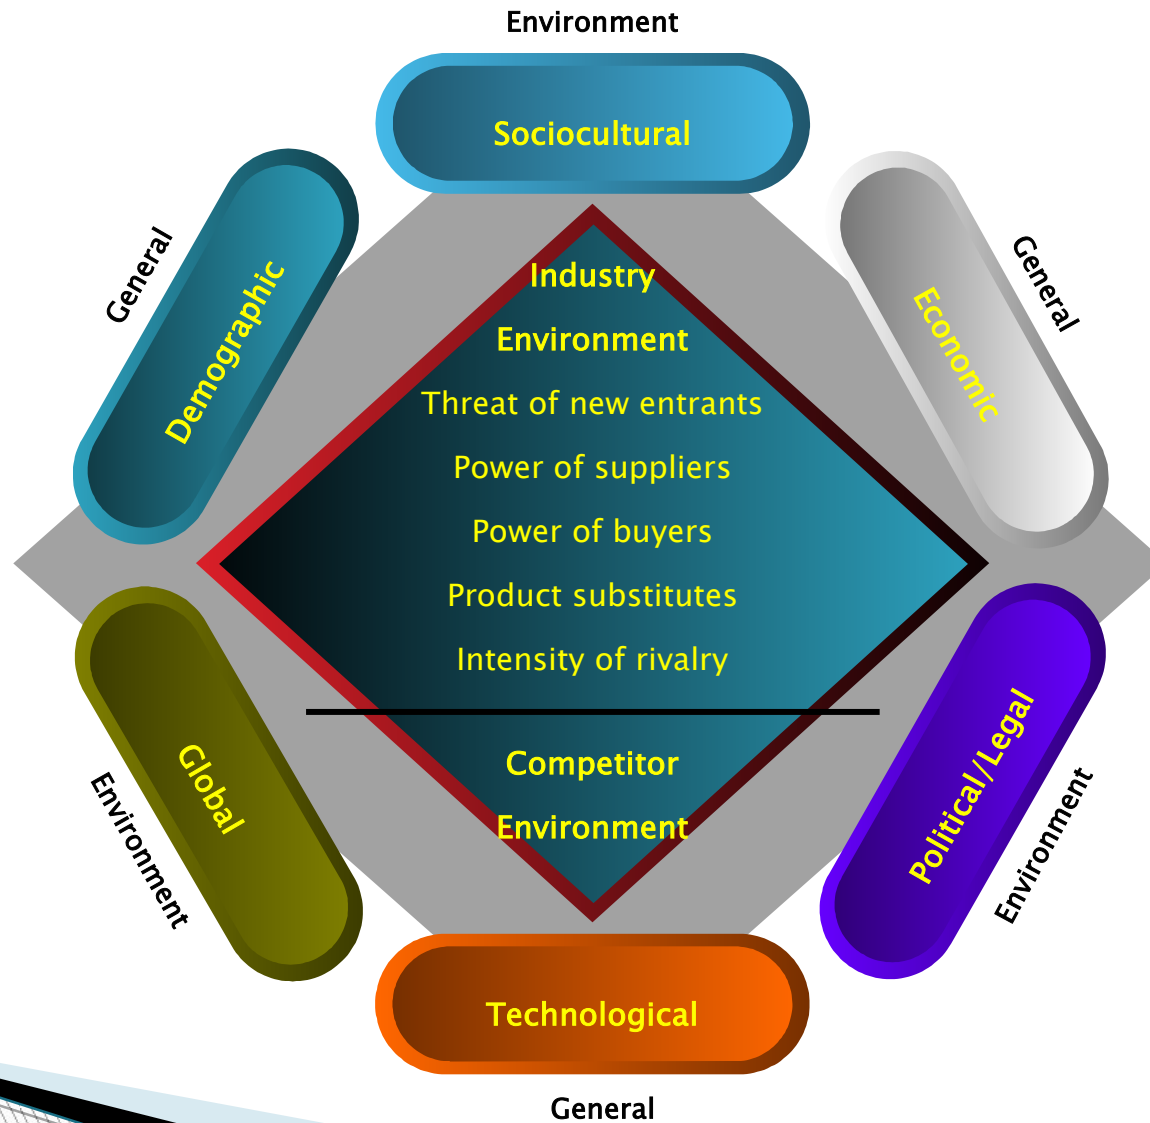 Environment
Sociocultural
General
Demographic
Economic
General
Industry
Environment
Threat of new entrants
Power of suppliers
Power of buyers
Product substitutes
Intensity of rivalry
Competitor
Environment
Global
Environment
Political/Legal
Environment
Technological
General